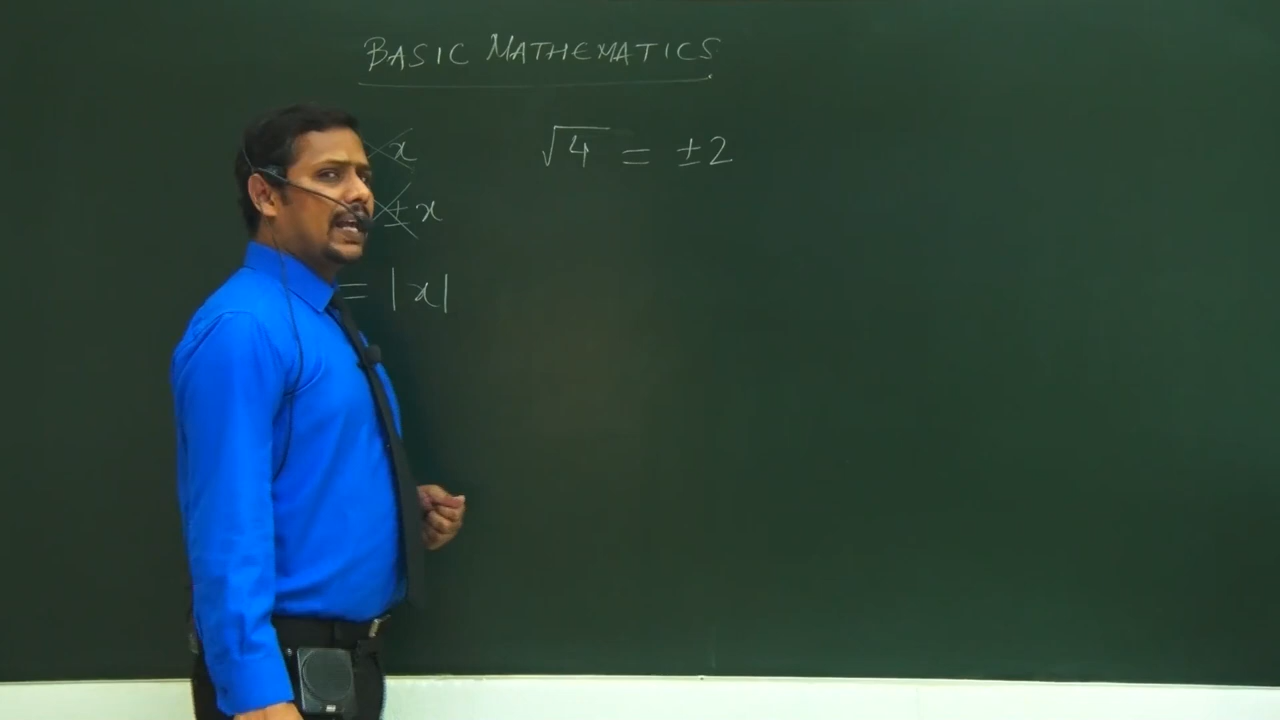 BASIC MATHEMATICS
x
√4 = ±2
±x
= |x|